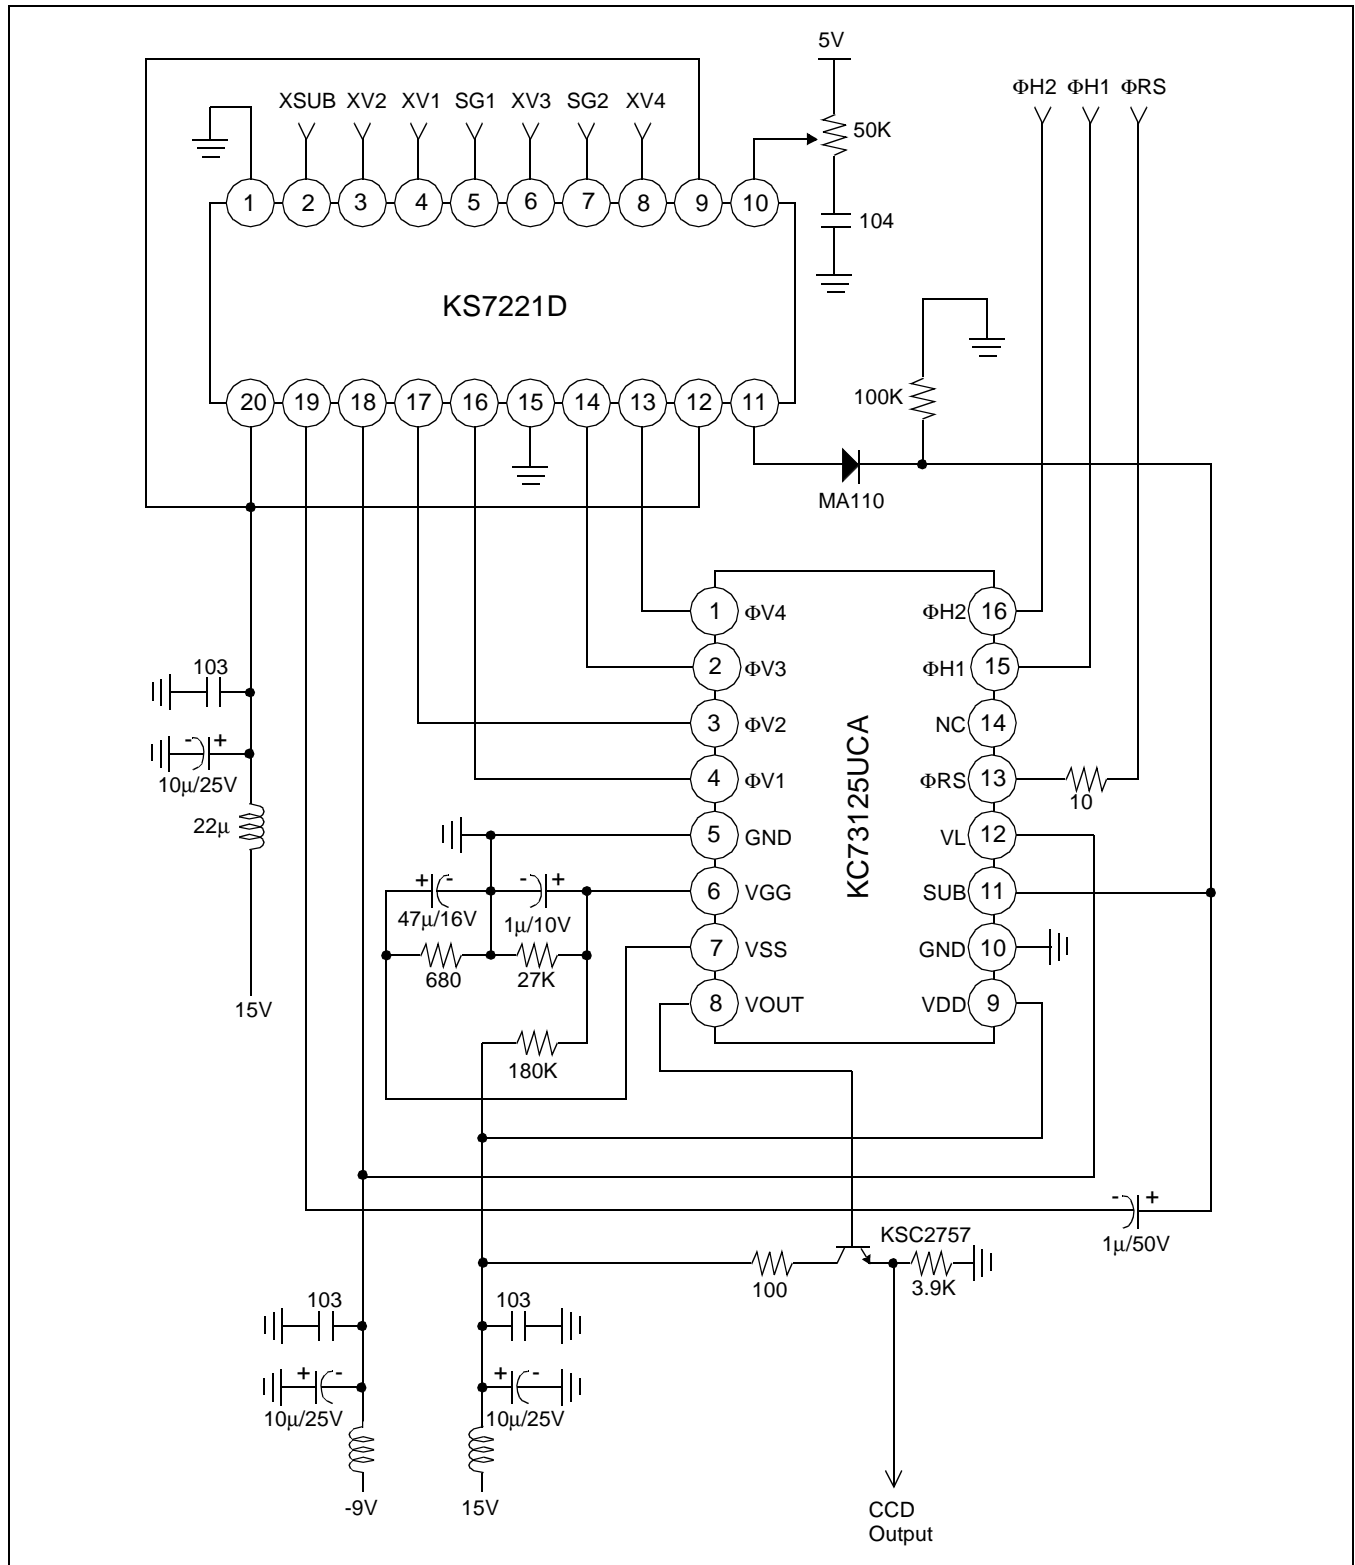 5V
ΦH2 ΦH1 ΦRS
XSUB XV2 XV1 SG1 XV3 SG2 XV4
50K
1 2 3 4 5 6 7 8 9 10
104
KS7221D
100K
20 19 18 17 16 15 14 13 12 11
MA110
1 ΦV4 ΦH2 16
2 ΦV3 ΦH1 15
3 ΦV2 NC 14
4 ΦV1 ΦRS 13
5 GND VL 12
6 VGG SUB 11
7 VSS GND 10
8 VOUT VDD 9
KC73125UCA
10
103
- +
10µ/25V
22µ
15V
+ - - +
47µ/16V 1µ/10V
680 27K
180K
- +
1µ/50V
KSC2757
100 3.9K
103 103
+ - + -
10µ/25V 10µ/25V
-9V 15V
CCD
Output